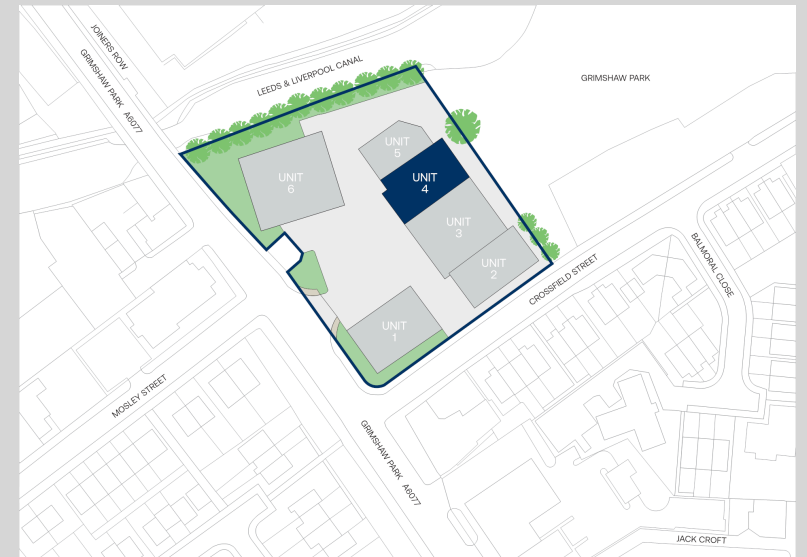 JOINERS ROW
GRIMSHAW PARK A6077
LEEDS & LIVERPOOL CANAL
GRIMSHAW PARK
UNIT
5
UNIT
4
UNIT
6
UNIT
3
UNIT
2
UNIT
1
BALMORAL CLOSE
CROSSFIELD STREET
MOSLEY STREET
GRIMSHAW PARK A6077
JACK CROFT